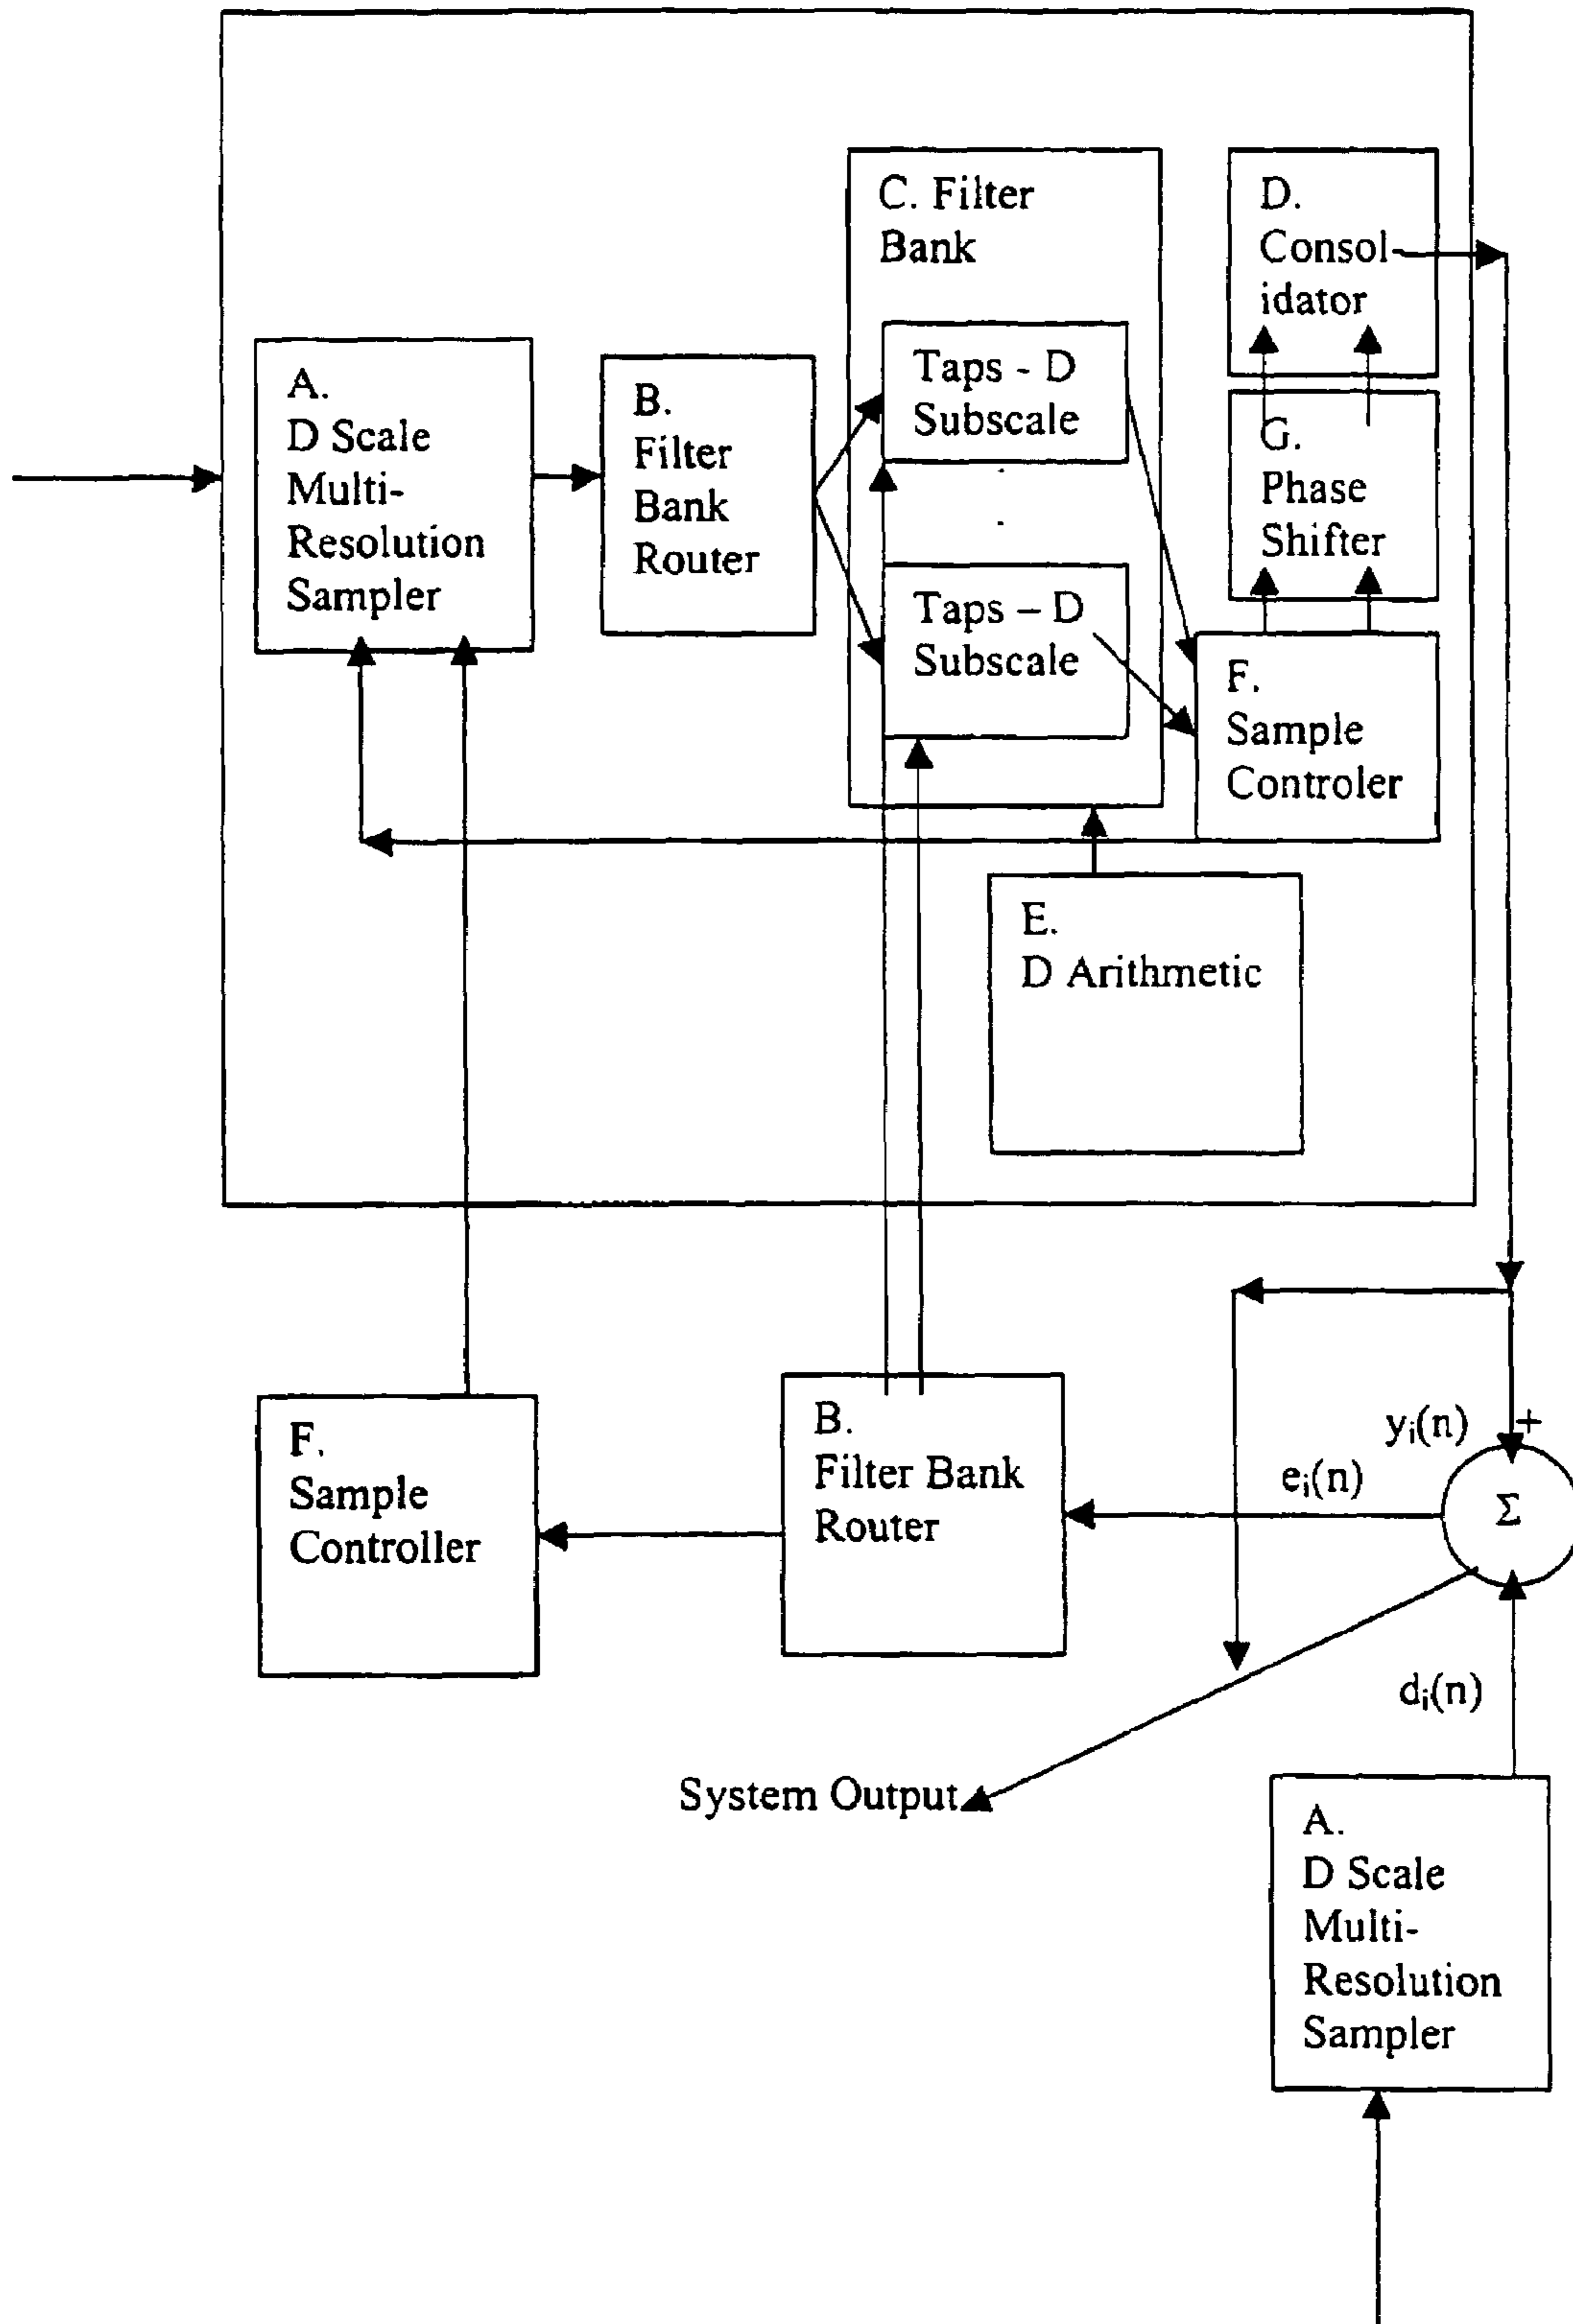 C. Filter
Bank
D.
Consol-
idator
A.
D Scale
Multi-
Resolution
Sampler
B.
Filter
Bank
Router
Taps - D
Subscale
G.
Phase
Shifter
Taps – D
Subscale
F.
Sample
Controler
E.
D Arithmetic
F.
Sample
Controller
B.
Filter Bank
Router
yᵢ(n)
+
eᵢ(n)
Σ
dᵢ(n)
System Output
A.
D Scale
Multi-
Resolution
Sampler